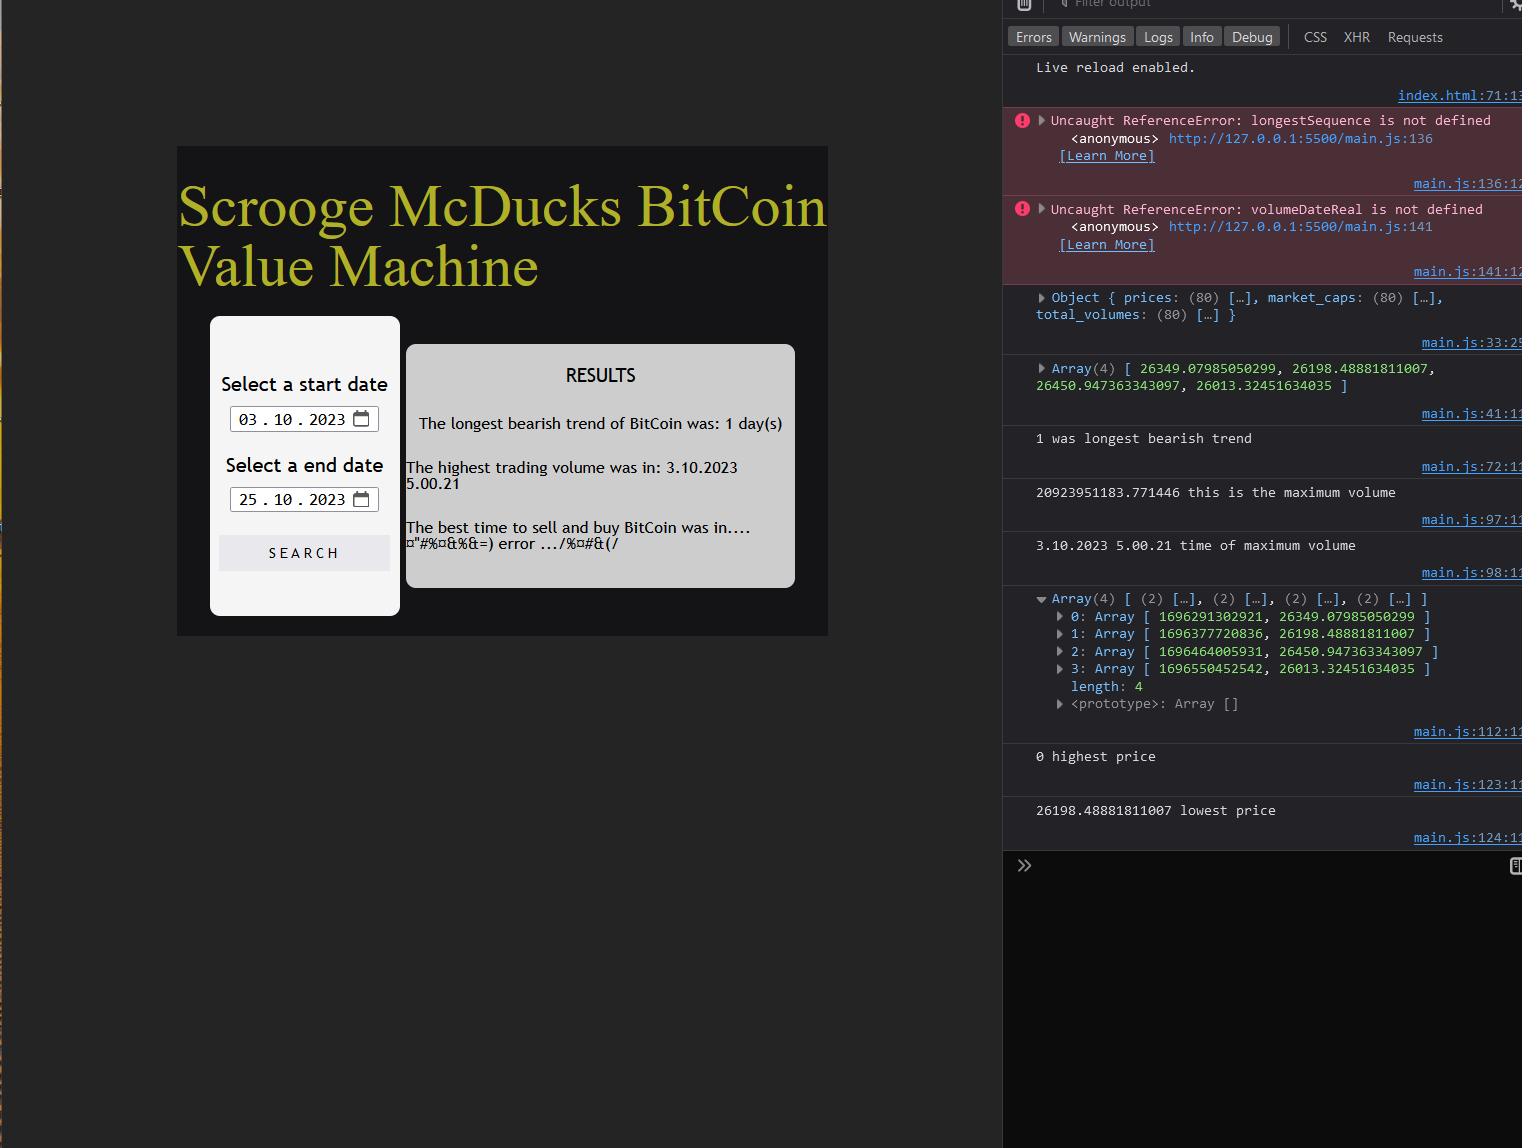 Scrooge McDucks BitCoin
Value Machine
Select a start date
03 . 10 . 2023
Select a end date
25 . 10 . 2023
SEARCH
RESULTS
The longest bearish trend of BitCoin was: 1 day(s)
The highest trading volume was in: 3.10.2023
5.00.21
The best time to sell and buy BitCoin was in....
¤"#%¤&%&=) error .../%¤#&(/
Filter output
Errors Warnings Logs Info Debug CSS XHR Requests
Live reload enabled.
index.html:71:13
Uncaught ReferenceError: longestSequence is not defined
<anonymous> http://127.0.0.1:5500/main.js:136
[Learn More]
main.js:136:12
Uncaught ReferenceError: volumeDateReal is not defined
<anonymous> http://127.0.0.1:5500/main.js:141
[Learn More]
main.js:141:12
Object { prices: (80) […], market_caps: (80) […],
total_volumes: (80) […] }
main.js:33:25
Array(4) [ 26349.07985050299, 26198.48881811007,
26450.947363343097, 26013.32451634035 ]
main.js:41:11
1 was longest bearish trend
main.js:72:11
20923951183.771446 this is the maximum volume
main.js:97:11
3.10.2023 5.00.21 time of maximum volume
main.js:98:11
Array(4) [ (2) […], (2) […], (2) […], (2) […] ]
0: Array [ 1696291302921, 26349.07985050299 ]
1: Array [ 1696377720836, 26198.48881811007 ]
2: Array [ 1696464005931, 26450.947363343097 ]
3: Array [ 1696550452542, 26013.32451634035 ]
length: 4
<prototype>: Array []
main.js:112:11
0 highest price
main.js:123:11
26198.48881811007 lowest price
main.js:124:11